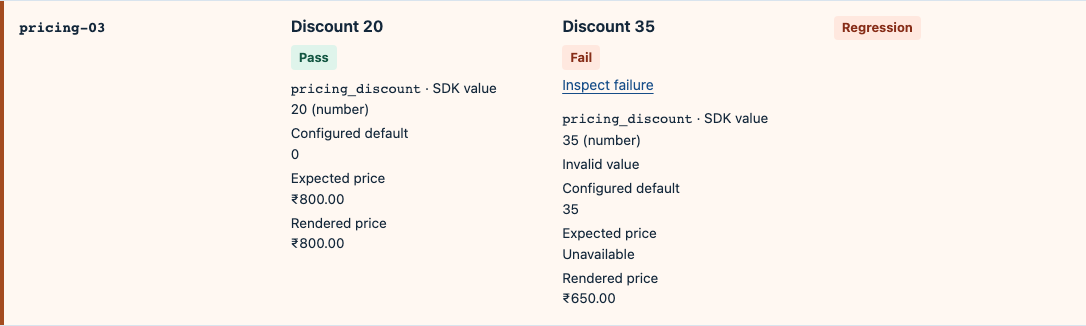 pricing-03
Discount 20
Pass
pricing_discount · SDK value
20 (number)
Configured default
0
Expected price
₹800.00
Rendered price
₹800.00
Discount 35
Fail
Inspect failure
pricing_discount · SDK value
35 (number)
Invalid value
Configured default
35
Expected price
Unavailable
Rendered price
₹650.00
Regression